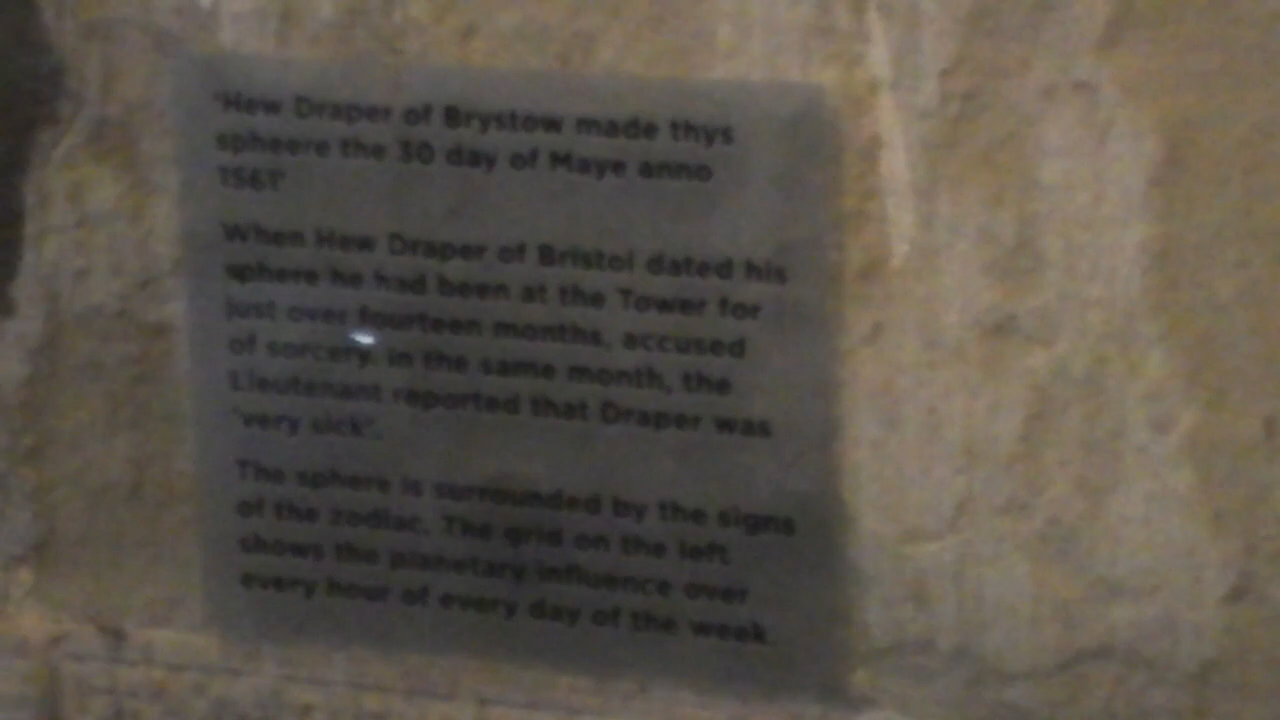 'Hew Draper of Brystow made thys
spheere the 30 day of Maye anno
1561'
When Hew Draper of Bristol dated his
sphere he had been at the Tower for
just over fourteen months, accused
of sorcery. In the same month, the
Lieutenant reported that Draper was
'very sick'.
The sphere is surrounded by the signs
of the zodiac. The grid on the left
shows the planetary influence over
every hour of every day of the week.